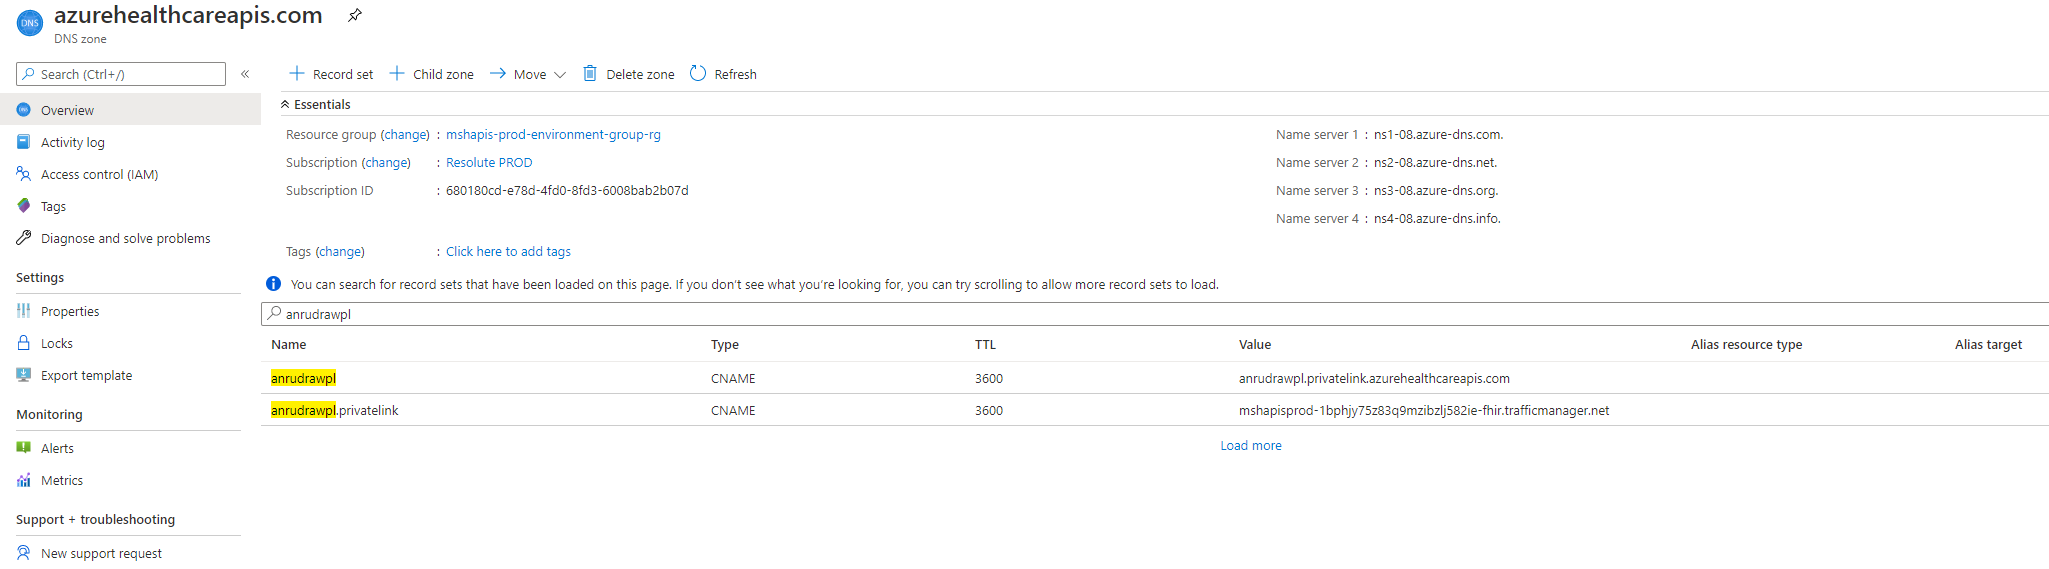 azurehealthcareapis.com
DNS zone
Search (Ctrl+/)
«
Record set
Child zone
Move
Delete zone
Refresh
Overview
Activity log
Access control (IAM)
Tags
Diagnose and solve problems
Settings
Properties
Locks
Export template
Monitoring
Alerts
Metrics
Support + troubleshooting
New support request
Essentials
Resource group (change) : mshapis-prod-environment-group-rg
Subscription (change) : Resolute PROD
Subscription ID : 680180cd-e78d-4fd0-8fd3-6008bab2b07d
Tags (change) : Click here to add tags
Name server 1 : ns1-08.azure-dns.com.
Name server 2 : ns2-08.azure-dns.net.
Name server 3 : ns3-08.azure-dns.org.
Name server 4 : ns4-08.azure-dns.info.
You can search for record sets that have been loaded on this page. If you don't see what you're looking for, you can try scrolling to allow more record sets to load.
anrudrawpl
Name Type TTL Value Alias resource type Alias target
anrudrawpl CNAME 3600 anrudrawpl.privatelink.azurehealthcareapis.com
anrudrawpl.privatelink CNAME 3600 mshapisprod-1bphjy75z83q9mzibzlj582ie-fhir.trafficmanager.net
Load more